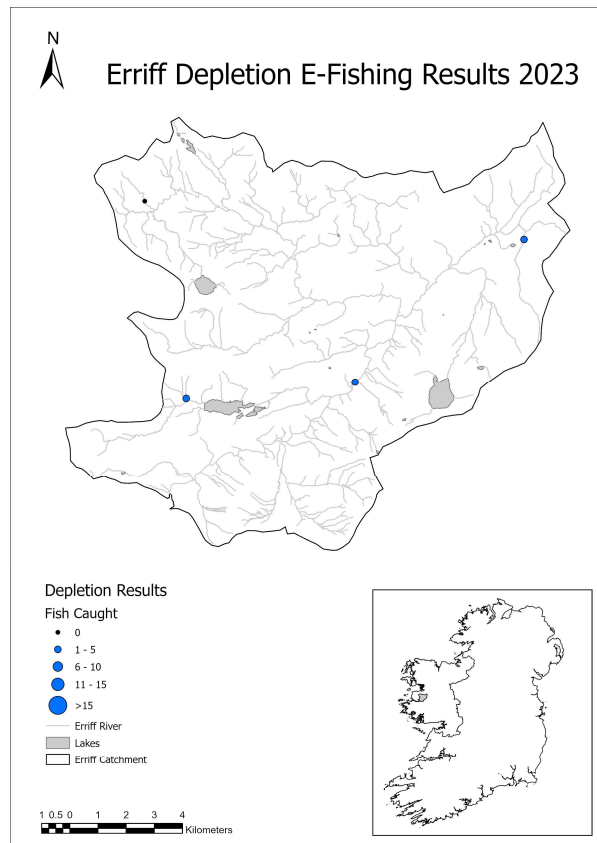 N
Erriff Depletion E-Fishing Results 2023
Depletion Results
Fish Caught
0
1 - 5
6 - 10
11 - 15
>15
Erriff River
Lakes
Erriff Catchment
1 0.5 0 1 2 3 4
Kilometers